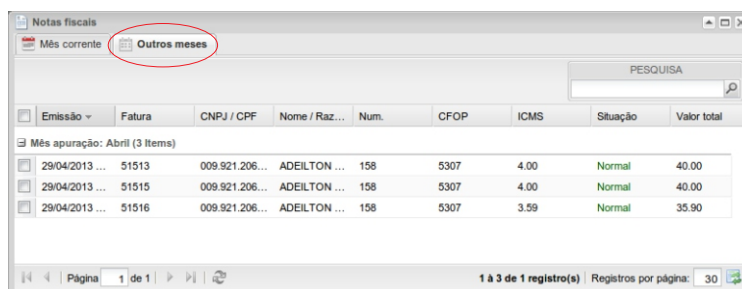 Notas fiscais
Mês corrente Outros meses
PESQUISA
Emissão Fatura CNPJ / CPF Nome / Raz... Num. CFOP ICMS Situação Valor total
Mês apuração: Abril (3 Items)
29/04/2013 ... 51513 009.921.206... ADEILTON ... 158 5307 4.00 Normal 40.00
29/04/2013 ... 51515 009.921.206... ADEILTON ... 158 5307 4.00 Normal 40.00
29/04/2013 ... 51516 009.921.206... ADEILTON ... 158 5307 3.59 Normal 35.90
Página 1 de 1 1 à 3 de 1 registro(s) Registros por página: 30